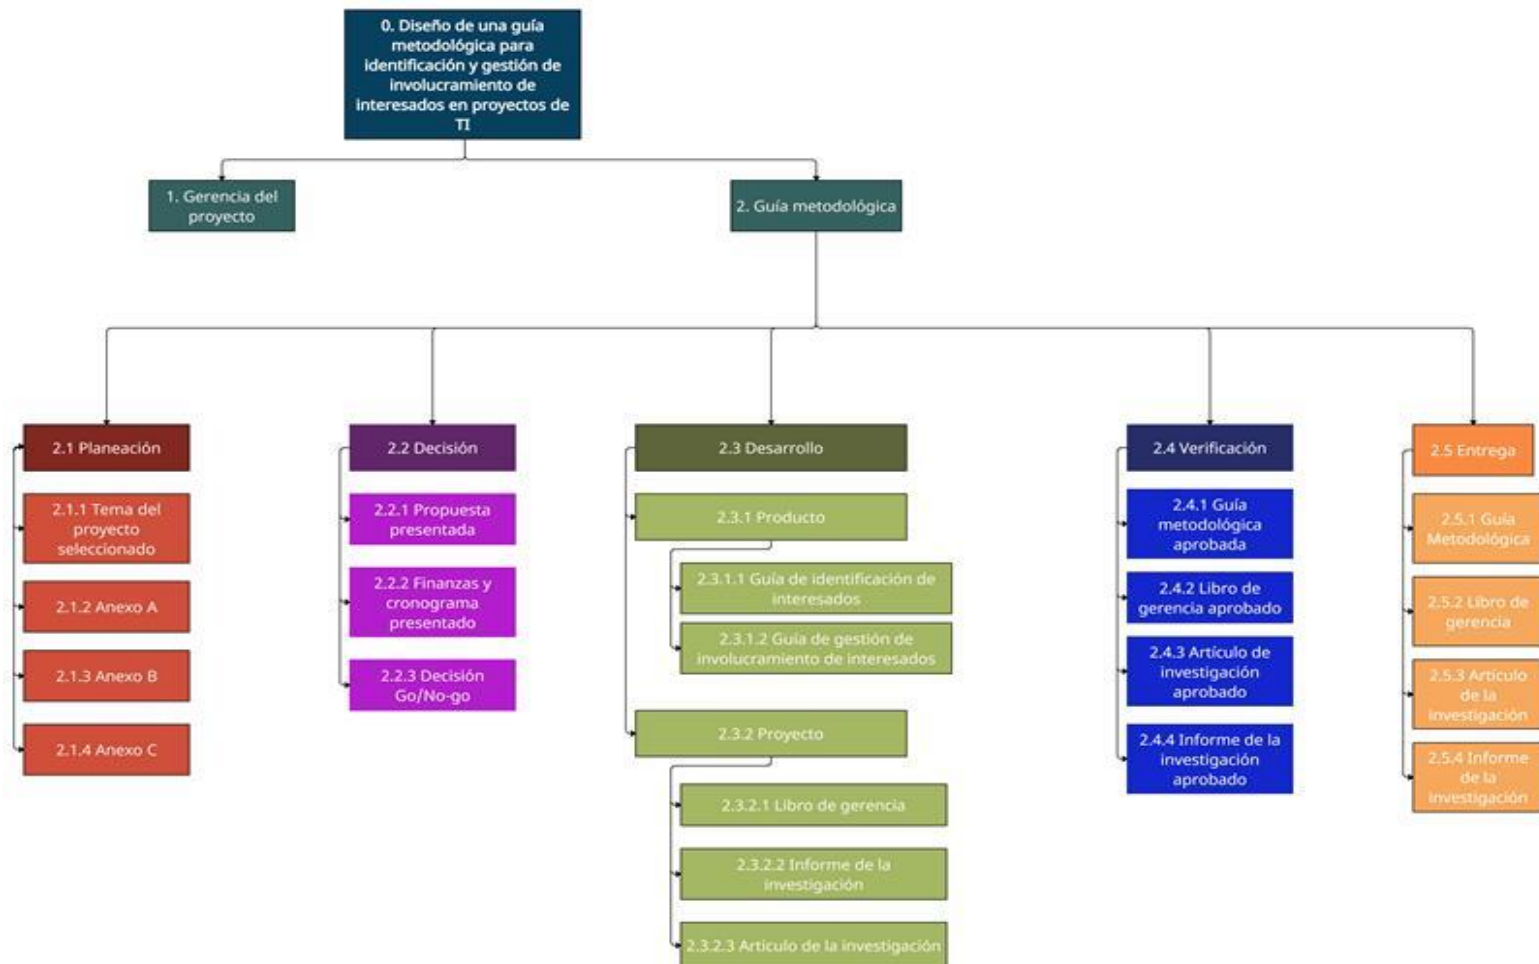 0. Diseño de una guía
metodológica para
identificación y gestión de
involucramiento de
interesados en proyectos de
TI
1. Gerencia del
proyecto
2. Guía metodológica
2.1 Planeación
2.1.1 Tema del
proyecto
seleccionado
2.1.2 Anexo A
2.1.3 Anexo B
2.1.4 Anexo C
2.2 Decisión
2.2.1 Propuesta
presentada
2.2.2 Finanzas y
cronograma
presentado
2.2.3 Decisión
Go/No-go
2.3 Desarrollo
2.3.1 Producto
2.3.1.1 Guía de identificación de
interesados
2.3.1.2 Guía de gestión de
involucramiento de interesados
2.3.2 Proyecto
2.3.2.1 Libro de gerencia
2.3.2.2 Informe de la
investigación
2.3.2.3 Articulo de la investigación
2.4 Verificación
2.4.1 Guía
metodológica
aprobada
2.4.2 Libro de
gerencia aprobado
2.4.3 Artículo de
investigación
aprobado
2.4.4 Informe de la
investigación
aprobado
2.5 Entrega
2.5.1 Guía
Metodológica
2.5.2 Libro de
gerencia
2.5.3 Artículo
de la
investigación
2.5.4 Informe
de la
investigación